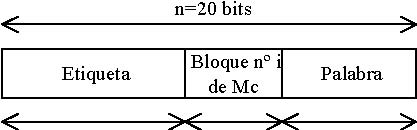 n=20 bits
Etiqueta
Bloque nº i
de Mc
Palabra